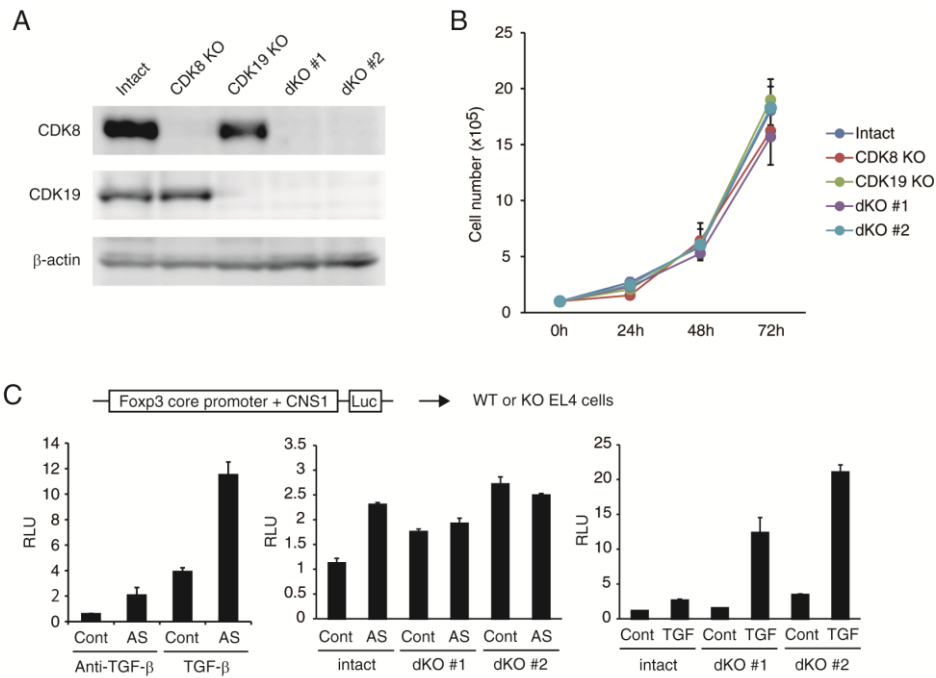 A
Intact
CDK8 KO
CDK19 KO
dKO #1
dKO #2
CDK8
CDK19
β-actin
B
Cell number (x10⁵)
25
20
15
10
5
0
0h 24h 48h 72h
Intact
CDK8 KO
CDK19 KO
dKO #1
dKO #2
C
Foxp3 core promoter + CNS1 Luc WT or KO EL4 cells
RLU
14
12
10
8
6
4
2
0
Cont AS Cont AS
Anti-TGF-β TGF-β
RLU
3.5
3
2.5
2
1.5
1
0.5
0
Cont AS Cont AS Cont AS
intact dKO #1 dKO #2
RLU
25
20
15
10
5
0
Cont TGF Cont TGF Cont TGF
intact dKO #1 dKO #2